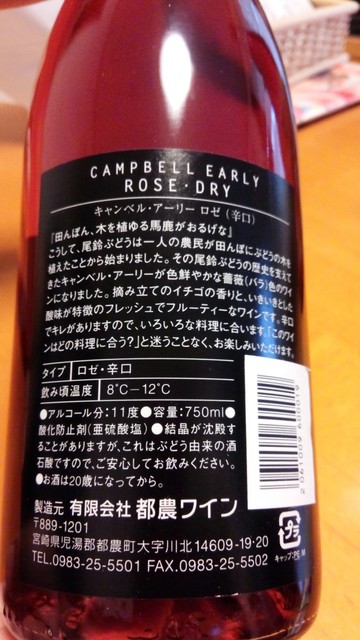 CAMPBELL EARLY
ROSE・DRY
キャンベル・アーリー ロゼ (辛口)
『田んぼん、木を植ゆる馬鹿がおるげな』
こうして、尾鈴ぶどうは一人の農民が田んぼにぶどうの木を
植えたことから始まりました。その尾鈴ぶどうの歴史を支えて
きたキャンベル・アーリーが色鮮やかな薔薇(バラ)色のワイ
ンになりました。摘み立てのイチゴの香りと、いきいきとした
酸味が特徴のフレッシュでフルーティーなワインです。辛口
でキレがありますので、いろいろな料理に合います。「このワイ
ンはどの料理に合う?」と迷うことなく、お楽しみいただけます。
タイプ ロゼ・辛口
飲み頃温度 8℃ー12℃
●アルコール分:11度●容量:750ml●
酸化防止剤(亜硫酸塩)●結晶が沈殿す
ることがありますが、これはぶどう由来の酒
石酸ですので、ご安心してお飲みください。
●お酒は20歳になってから。
製造元 有限会社 都農ワイン
〒889-1201
宮崎県児湯郡都農町大字川北14609-19・20
TEL.0983-25-5501 FAX.0983-25-5502
プラ
キャップ:PE,M